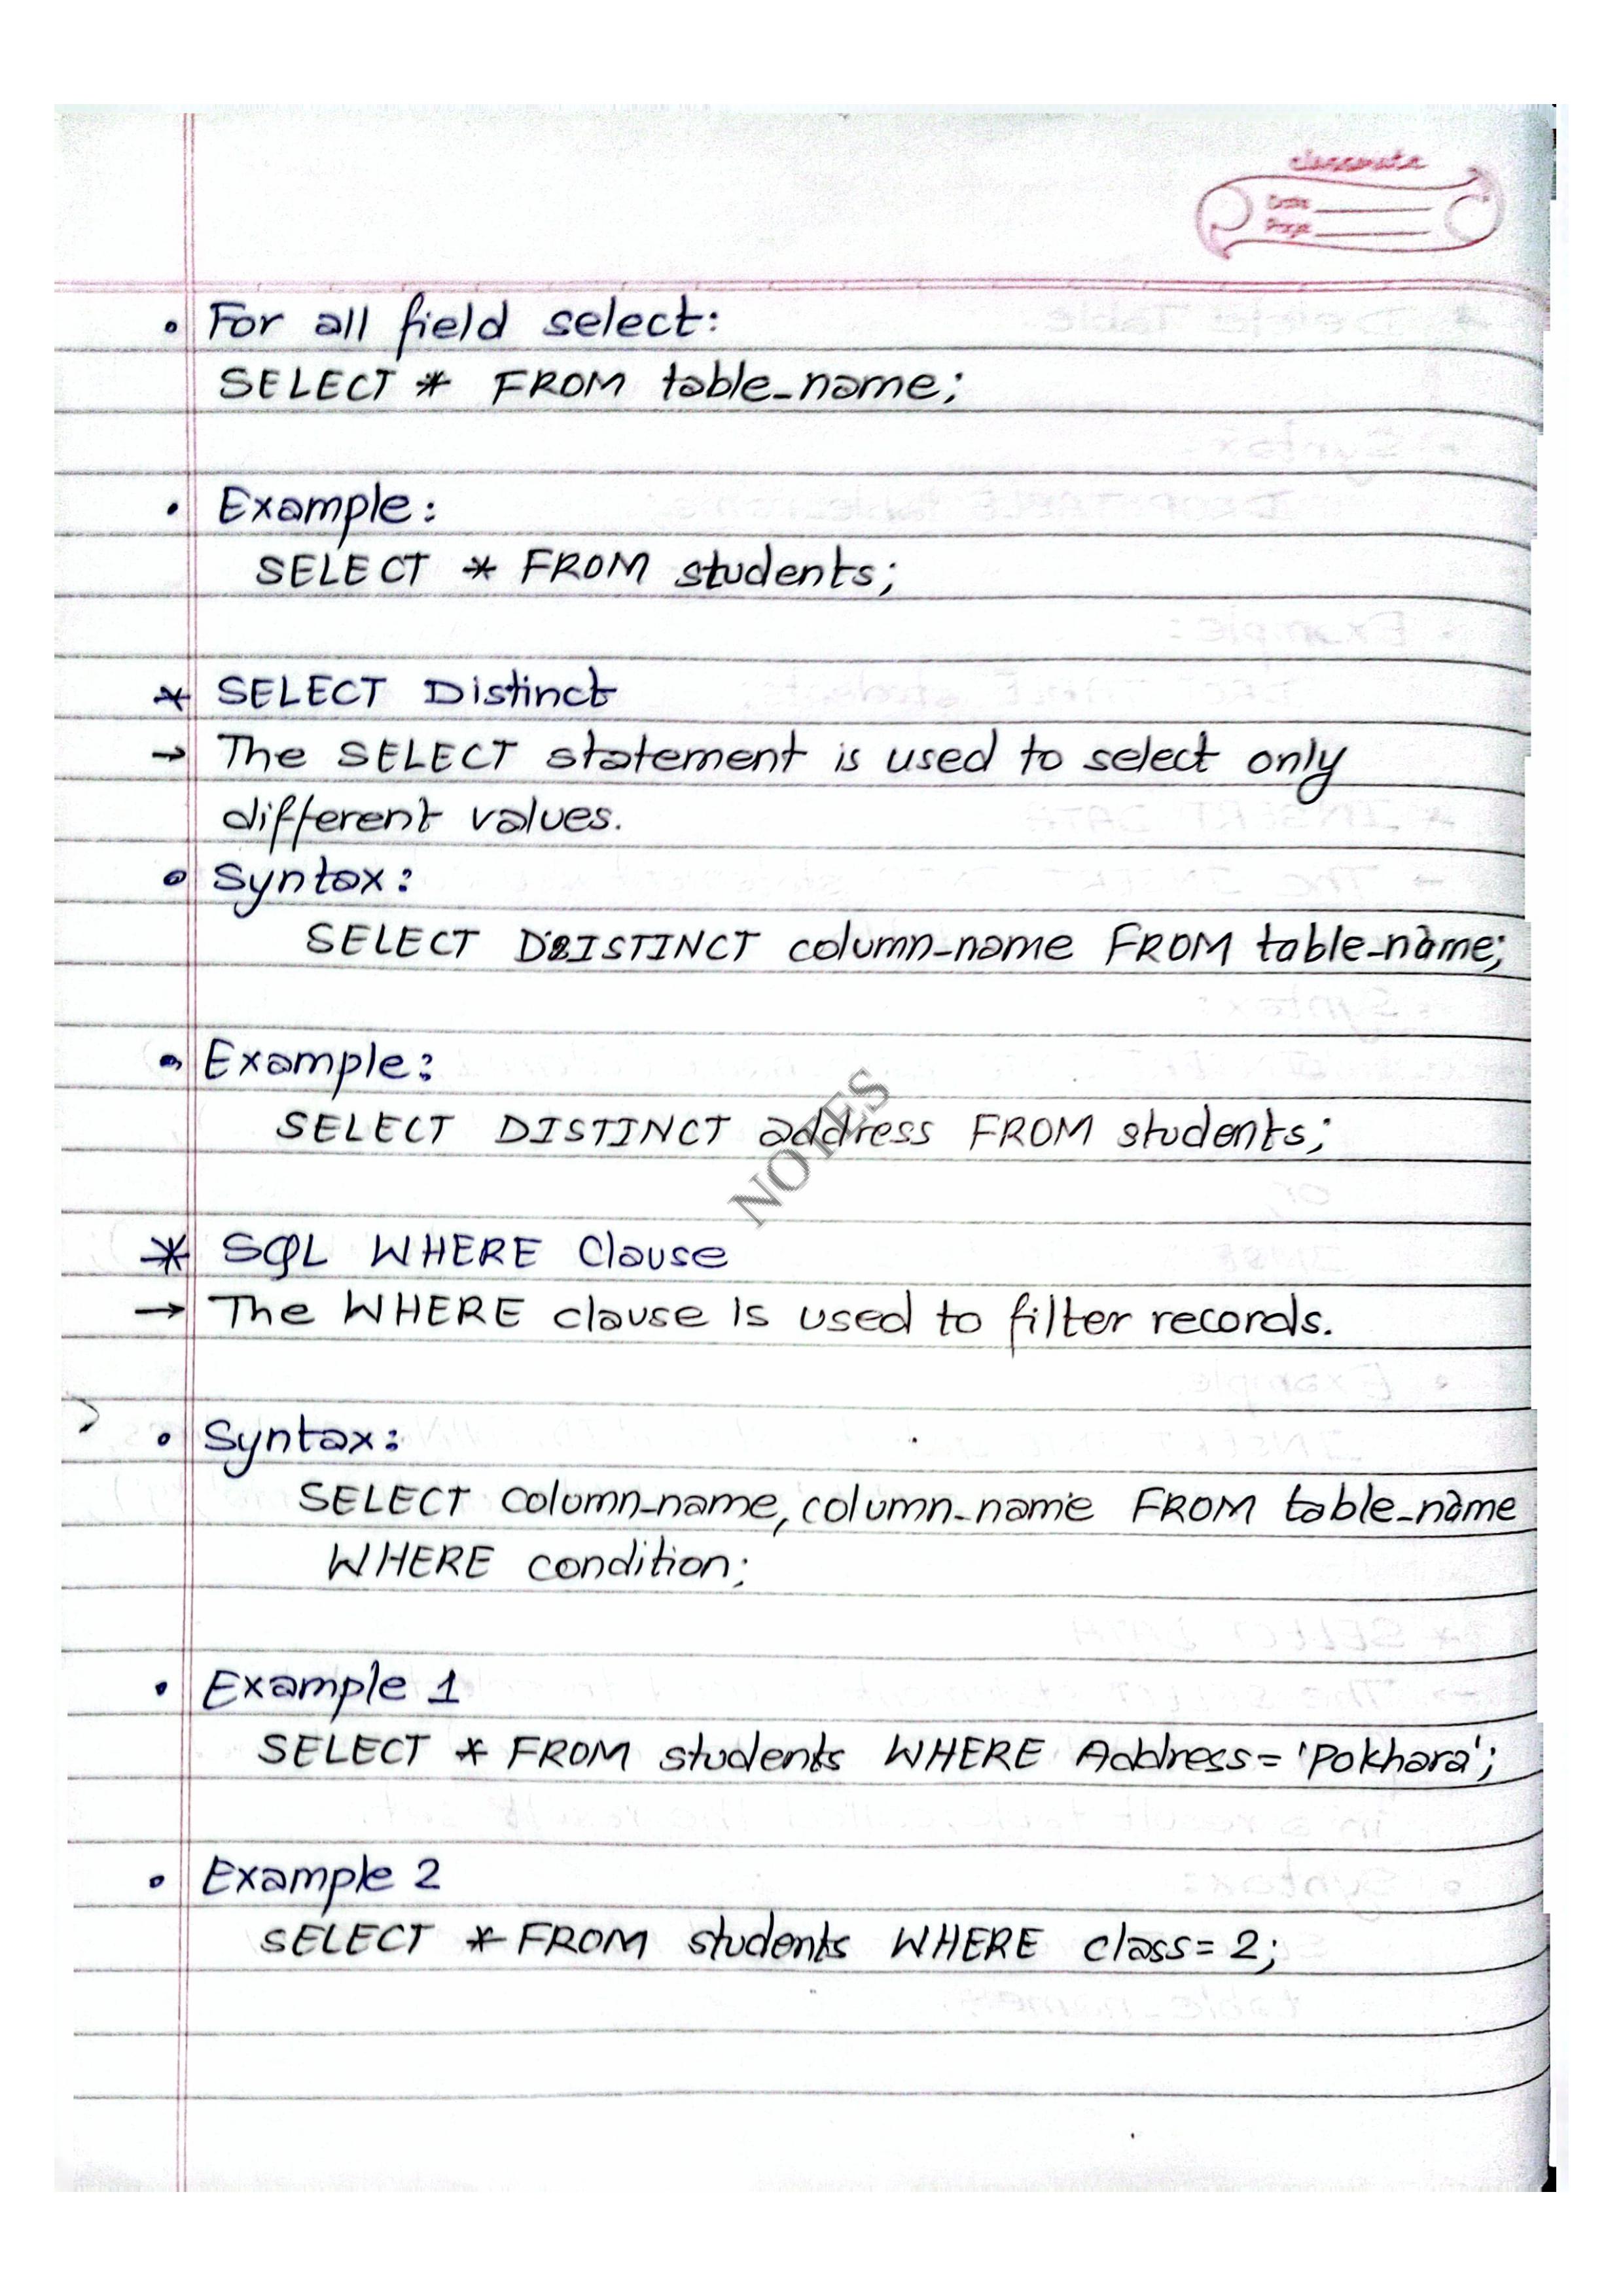 classmate
Date
Page
• For all field select:
SELECT * FROM table_name;
• Example:
SELECT * FROM students;
* SELECT Distinct
→ The SELECT statement is used to select only
different values.
• Syntax:
SELECT DISTINCT column_name FROM table_name;
• Example:
SELECT DISTINCT address FROM students;
NOTES
* SQL WHERE Clause
→ The WHERE clause is used to filter records.
• Syntax:
SELECT column_name, column_name FROM table_name
WHERE condition;
• Example 1
SELECT * FROM students WHERE Address = 'Pokhara';
• Example 2
SELECT * FROM students WHERE class = 2;